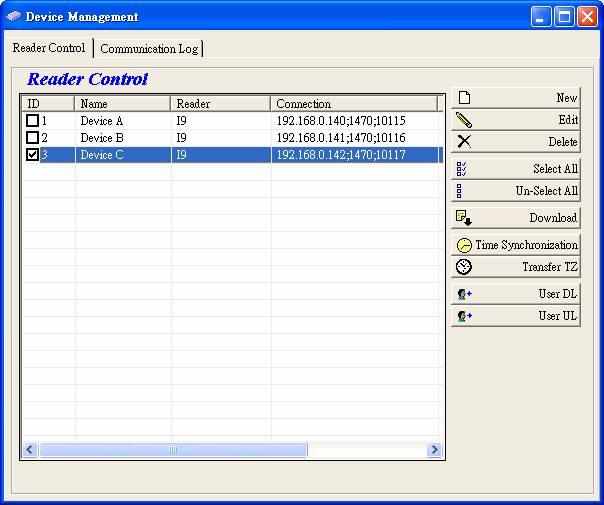 Device Management
Reader Control
Communication Log
Reader Control
ID Name Reader Connection
1 Device A I9 192.168.0.140;1470;10115
2 Device B I9 192.168.0.141;1470;10116
3 Device C I9 192.168.0.142;1470;10117
New
Edit
Delete
Select All
Un-Select All
Download
Time Synchronization
Transfer TZ
User DL
User UL